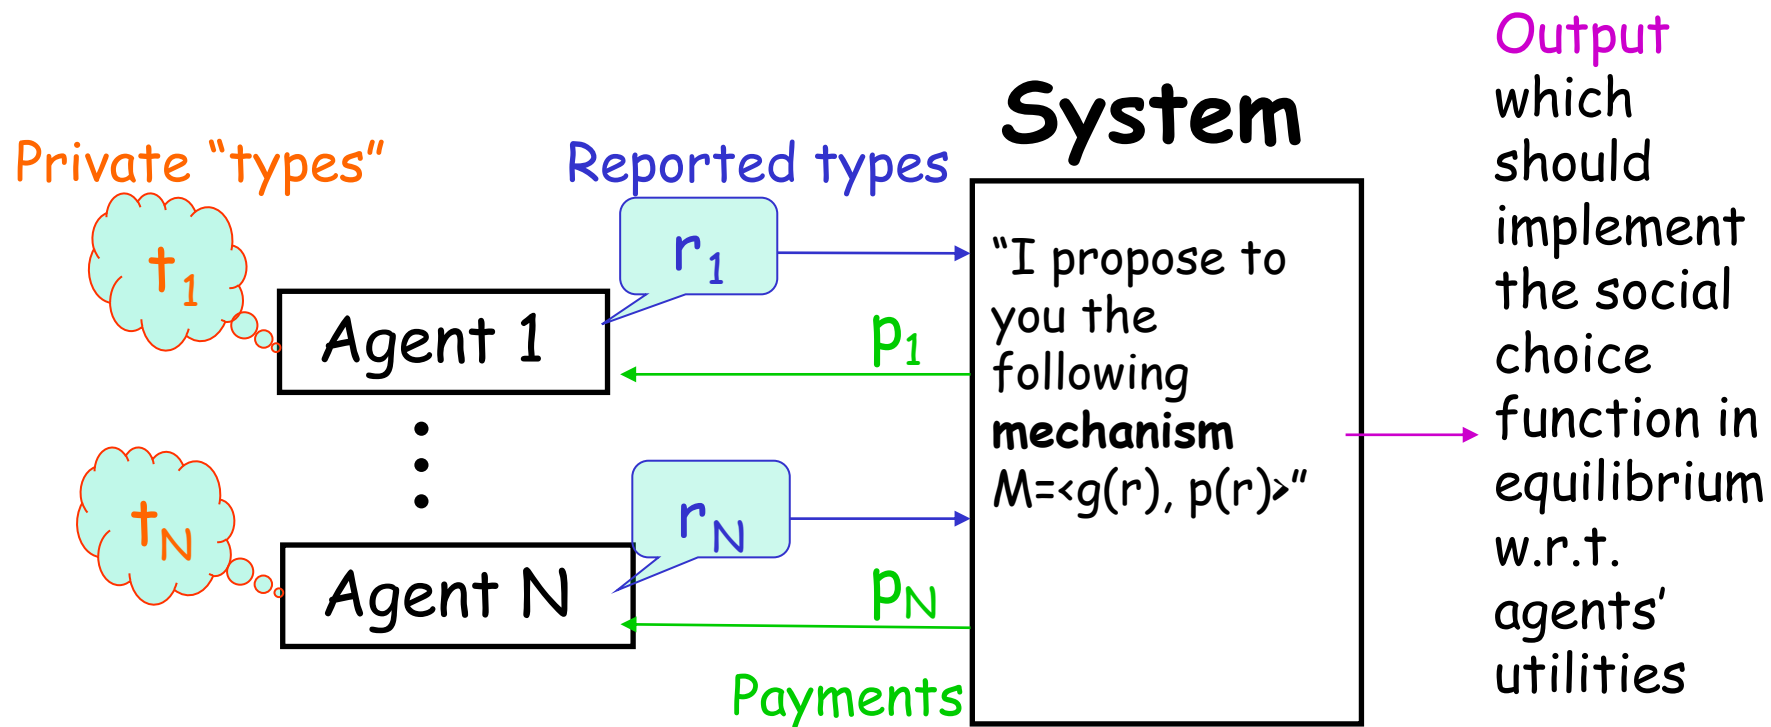 Private “types”
t1
Agent 1
Reported types
r1
p1
tN
Agent N
rN
pN
Payments
System
“I propose to
you the
following
mechanism
M=<g(r), p(r)>”
Output
which
should
implement
the social
choice
function in
equilibrium
w.r.t.
agents’
utilities